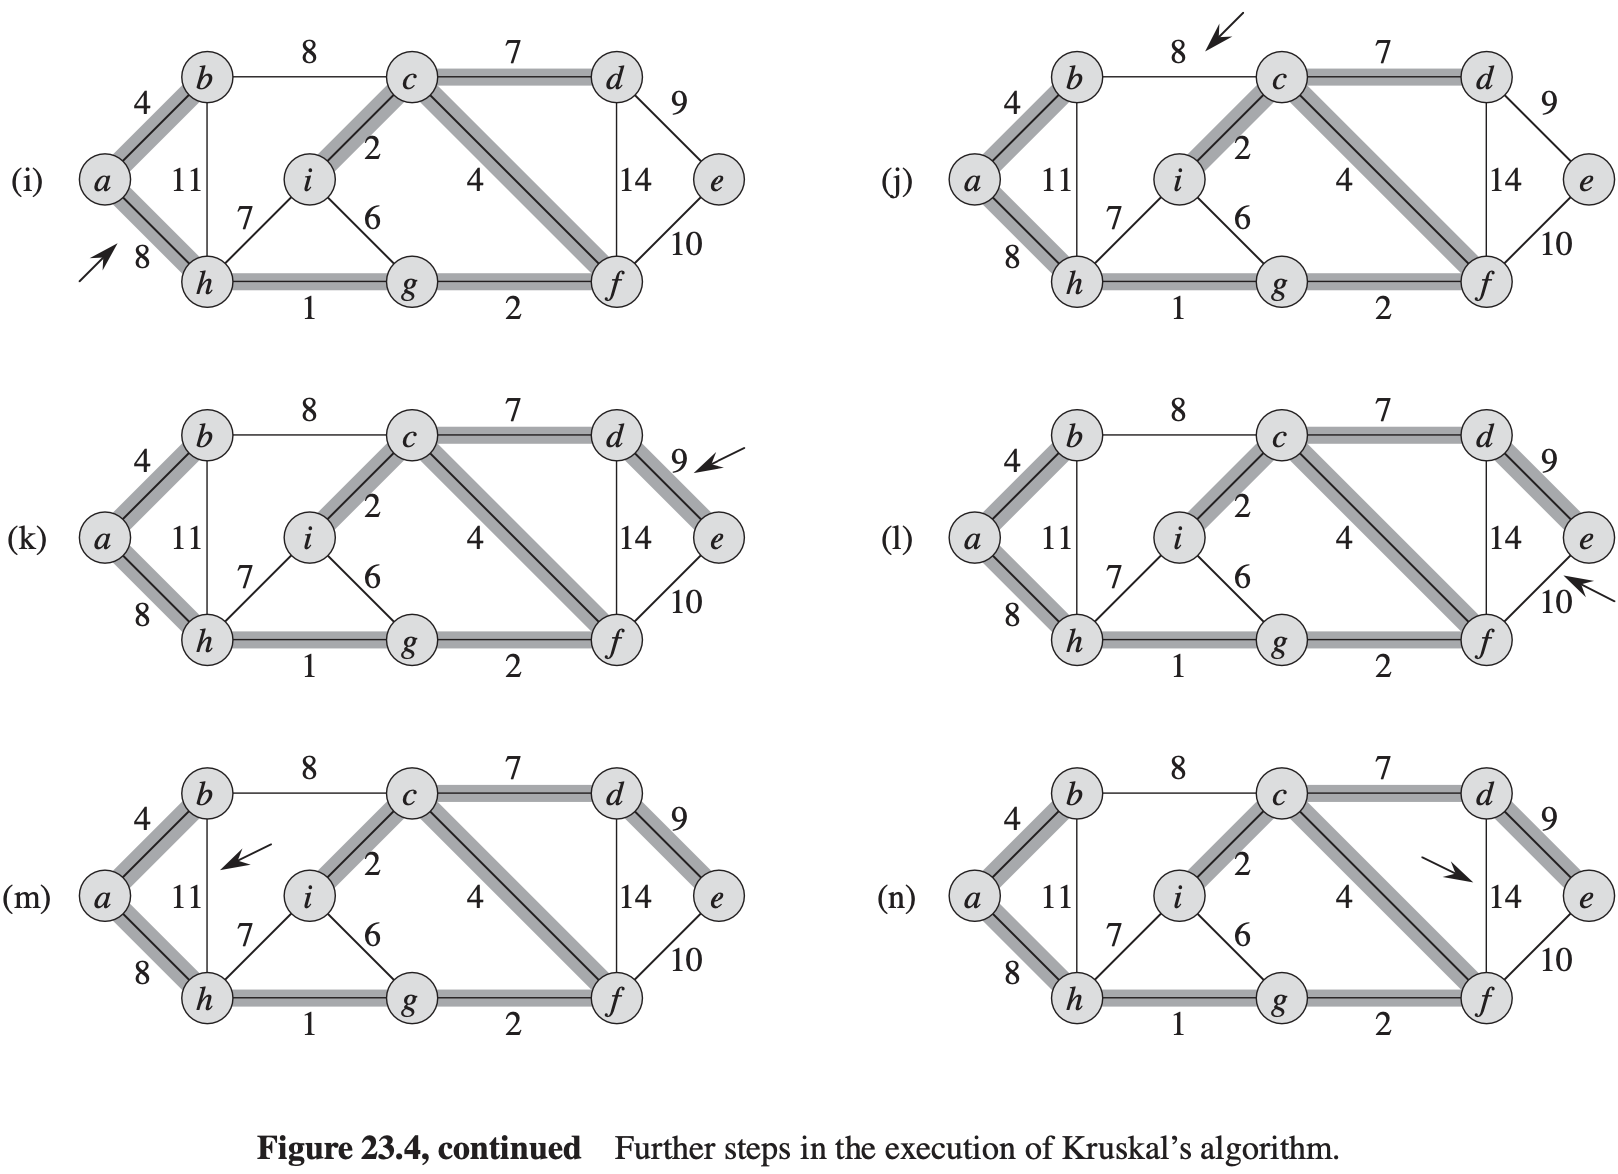 8 7 8 7
b c d b c d
4 9 4 9
2 2
(i) a 11 i 4 14 e (j) a 11 i 4 14 e
7 6 7 6
8 10 8 10
h g f h g f
1 2 1 2
8 7 8 7
b c d b c d
4 9 4 9
2 2
(k) a 11 i 4 14 e (l) a 11 i 4 14 e
7 6 7 6
8 10 8 10
h g f h g f
1 2 1 2
8 7 8 7
b c d b c d
4 9 4 9
2 2
(m) a 11 i 4 14 e (n) a 11 i 4 14 e
7 6 7 6
8 10 8 10
h g f h g f
1 2 1 2
Figure 23.4, continued Further steps in the execution of Kruskal's algorithm.